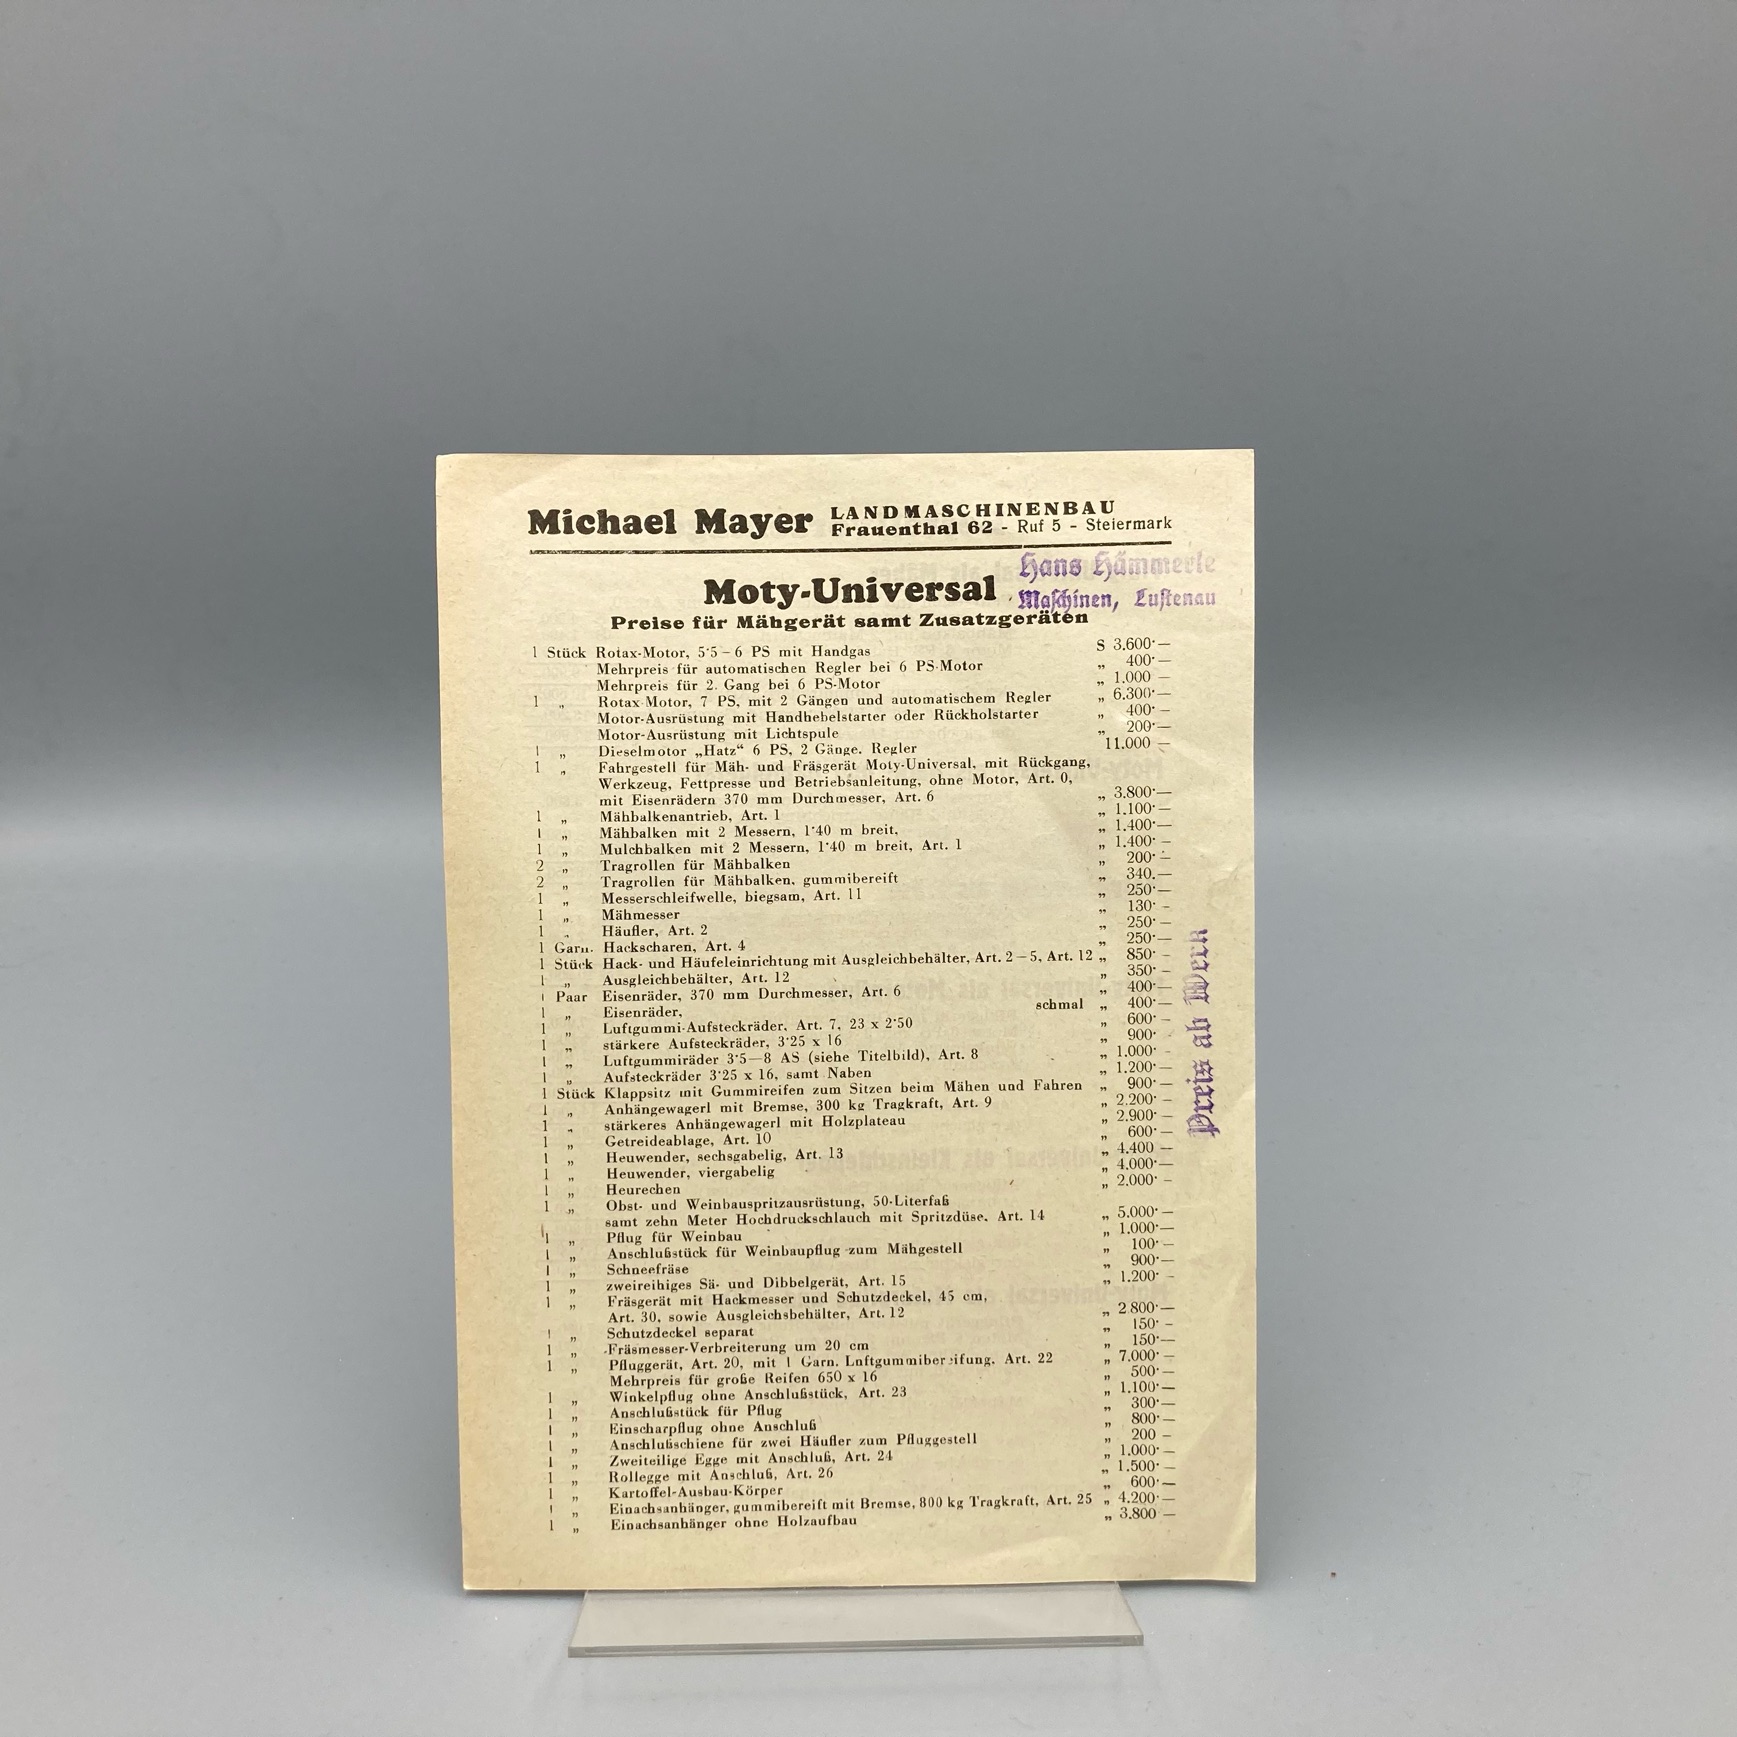 Michael Mayer LANDMASCHINENBAU
Frauenthal 62 - Ruf 5 - Steiermark
Hans Hämmerle
Maschinen, Lustenau
Moty-Universal
Preise für Mähgerät samt Zusatzgeräten
1 Stück Rotax-Motor, 5·5–6 PS mit Handgas S 3.600·—
Mehrpreis für automatischen Regler bei 6 PS-Motor „ 400·—
Mehrpreis für 2. Gang bei 6 PS-Motor „ 1.000 —
1 „ Rotax-Motor, 7 PS, mit 2 Gängen und automatischem Regler „ 6.300·—
Motor-Ausrüstung mit Handhebelstarter oder Rückholstarter „ 400·—
Motor-Ausrüstung mit Lichtspule „ 200·—
1 „ Dieselmotor „Hatz“ 6 PS, 2 Gänge. Regler 11.000 —
1 „ Fahrgestell für Mäh- und Fräsgerät Moty-Universal, mit Rückgang,
Werkzeug, Fettpresse und Betriebsanleitung, ohne Motor, Art. 0,
mit Eisenrädern 370 mm Durchmesser, Art. 6 „ 3.800·—
1 „ Mähbalkenantrieb, Art. 1 „ 1.100·—
1 „ Mähbalken mit 2 Messern, 1·40 m breit, „ 1.400·—
1 „ Mulchbalken mit 2 Messern, 1·40 m breit, Art. 1 „ 1.400·—
2 „ Tragrollen für Mähbalken „ 200·—
2 „ Tragrollen für Mähbalken, gummibereift „ 340.—
1 „ Messerschleifwelle, biegsam, Art. 11 „ 250·—
1 „ Mähmesser „ 130·-
1 „ Häufler, Art. 2 „ 250·—
1 Garn. Hackscharen, Art. 4 „ 250·—
1 Stück Hack- und Häufeleinrichtung mit Ausgleichbehälter, Art. 2–5, Art. 12 „ 850·-
1 „ Ausgleichbehälter, Art. 12 „ 350·—
1 Paar Eisenräder, 370 mm Durchmesser, Art. 6 „ 400·—
1 „ Eisenräder, schmal „ 400·—
1 „ Luftgummi-Aufsteckräder, Art. 7, 23 x 2·50 „ 600·—
1 „ stärkere Aufsteckräder, 3·25 x 16 „ 900·-
1 „ Luftgummiräder 3·5—8 AS (siehe Titelbild), Art. 8 „ 1.000·-
1 „ Aufsteckräder 3·25 x 16, samt Naben „ 1.200·—
1 Stück Klappsitz mit Gummireifen zum Sitzen beim Mähen und Fahren „ 900·—
1 „ Anhängewagerl mit Bremse, 300 kg Tragkraft, Art. 9 „ 2.200·—
1 „ stärkeres Anhängewagerl mit Holzplateau „ 2.900·—
1 „ Getreideablage, Art. 10 „ 600·—
1 „ Heuwender, sechsgabelig, Art. 13 „ 4.400 —
1 „ Heuwender, viergabelig „ 4.000·—
1 „ Heurechen „ 2.000·-
1 „ Obst- und Weinbauspritzausrüstung, 50-Literfaß
samt zehn Meter Hochdruckschlauch mit Spritzdüse, Art. 14 „ 5.000·—
1 „ Pflug für Weinbau „ 1.000·—
1 „ Anschlußstück für Weinbaupflug zum Mähgestell „ 100·—
1 „ Schneefräse „ 900·—
1 „ zweireihiges Sä- und Dibbelgerät, Art. 15 „ 1.200·-
1 „ Fräsgerät mit Hackmesser und Schutzdeckel, 45 cm,
Art. 30, sowie Ausgleichsbehälter, Art. 12 „ 2.800·—
1 „ Schutzdeckel separat „ 150·-
1 „ Fräsmesser-Verbreiterung um 20 cm „ 150·—
1 „ Pfluggerät, Art. 20, mit 1 Garn. Luftgummibereifung, Art. 22 „ 7.000·—
Mehrpreis für große Reifen 650 x 16 „ 500·—
1 „ Winkelpflug ohne Anschlußstück, Art. 23 „ 1.100·—
1 „ Anschlußstück für Pflug „ 300·—
1 „ Einscharpflug ohne Anschluß „ 800·—
1 „ Anschlußschiene für zwei Häufler zum Pfluggestell „ 200 -
1 „ Zweiteilige Egge mit Anschluß, Art. 24 „ 1.000·—
1 „ Rollegge mit Anschluß, Art. 26 „ 1.500·—
1 „ Kartoffel-Ausbau-Körper „ 600·—
1 „ Einachsanhänger, gummibereift mit Bremse, 800 kg Tragkraft, Art. 25 „ 4.200·—
1 „ Einachsanhänger ohne Holzaufbau „ 3.800 —
Preis ab Werk